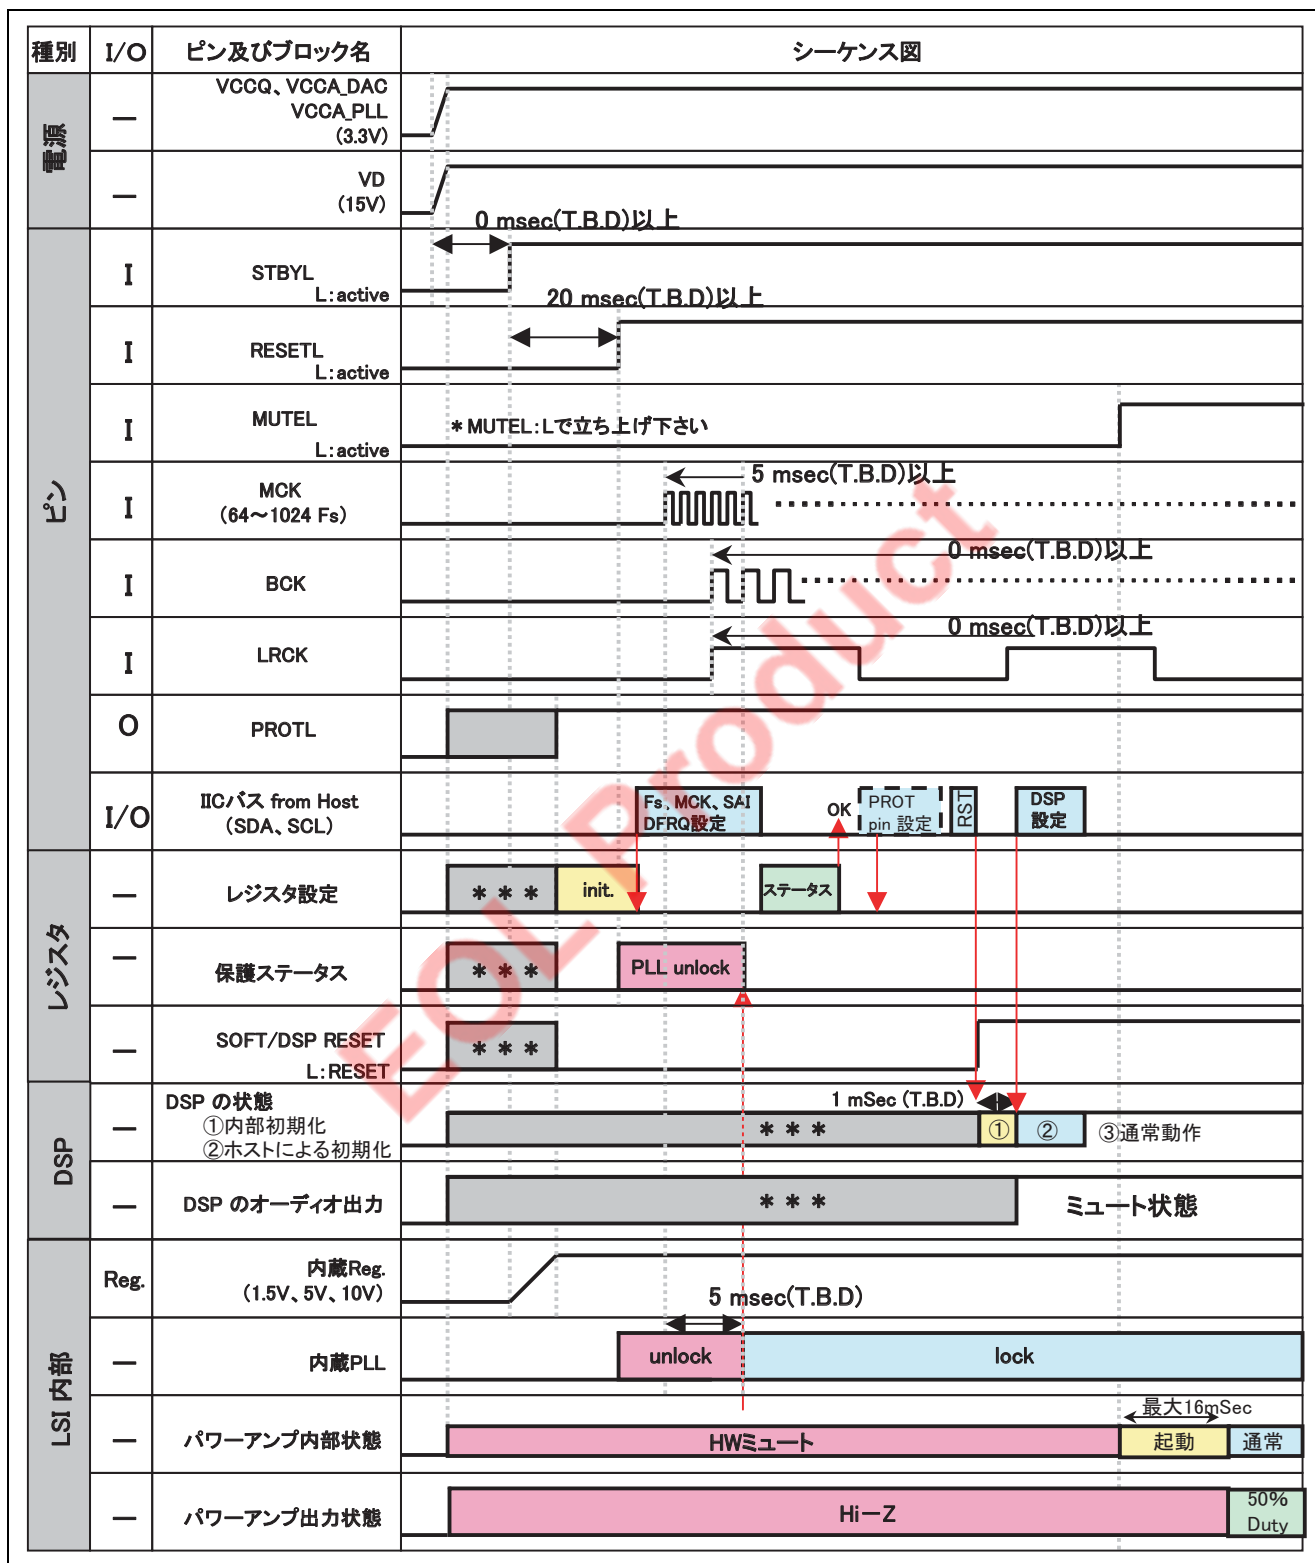 種別 I/O ピン及びブロック名 シーケンス図
電源
— VCCQ、VCCA_DAC
VCCA_PLL
(3.3V)
— VD
(15V)
0 msec(T.B.D)以上
ピン
I STBYL
L:active
20 msec(T.B.D)以上
I RESETL
L:active
I MUTEL
L:active
*MUTEL:Lで立ち上げ下さい
I MCK
(64〜1024 Fs)
5 msec(T.B.D)以上
I BCK
0 msec(T.B.D)以上
I LRCK
0 msec(T.B.D)以上
O PROTL
I/O IICバス from Host
(SDA、SCL)
Fs、MCK、SAI
DFRQ設定
OK
PROT
pin 設定
RST
DSP
設定
レジスタ
— レジスタ設定
* * *
init.
ステータス
— 保護ステータス
* * *
PLL unlock
— SOFT/DSP RESET
L:RESET
* * *
DSP
— DSP の状態
①内部初期化
②ホストによる初期化
1 mSec (T.B.D)
* * *
① ② ③通常動作
— DSP のオーディオ出力
* * *
ミュート状態
LSI 内部
Reg. 内蔵Reg.
(1.5V、5V、10V)
5 msec(T.B.D)
— 内蔵PLL
unlock lock
— パワーアンプ内部状態
最大16mSec
HWミュート 起動 通常
— パワーアンプ出力状態
Hi—Z
50%
Duty
EOL Product